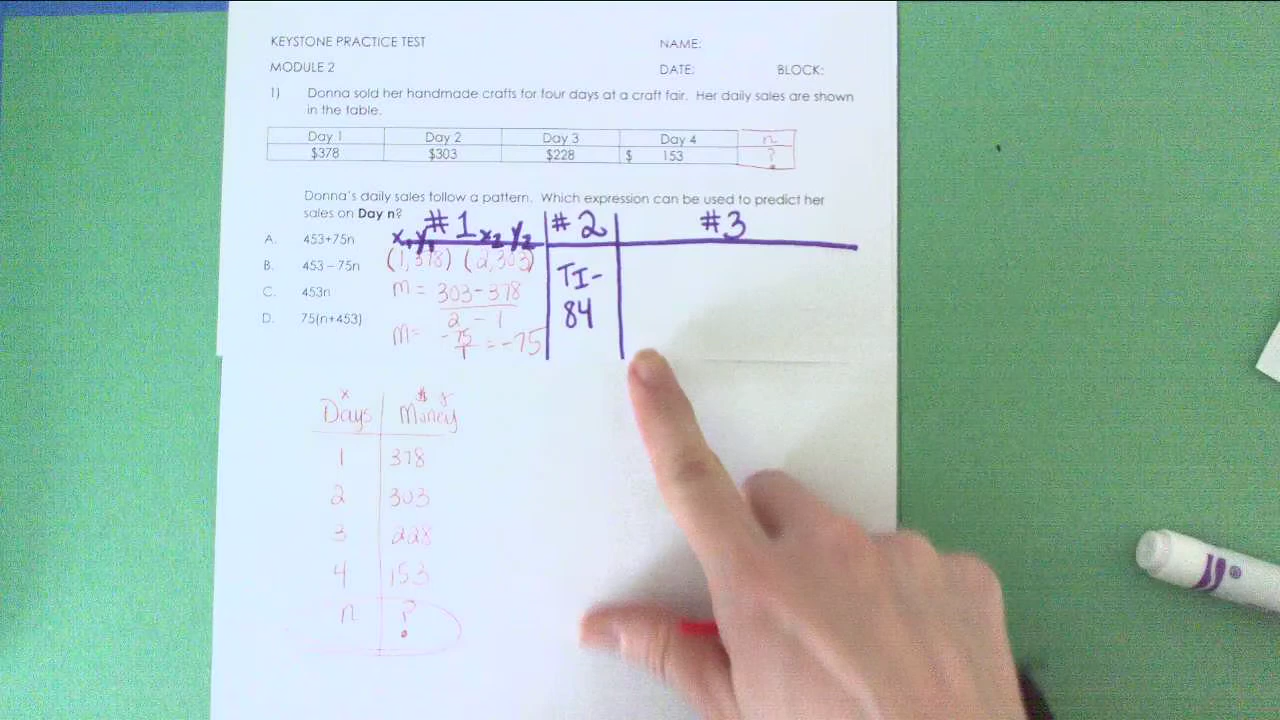 KEYSTONE PRACTICE TEST
NAME:
MODULE 2
DATE: BLOCK:
1) Donna sold her handmade crafts for four days at a craft fair. Her daily sales are shown
in the table.
Day 1 Day 2 Day 3 Day 4 n
$378 $303 $228 $ 153 ?
Donna's daily sales follow a pattern. Which expression can be used to predict her
sales on Day n?
#1 #2 #3
A. 453+75n
x₁ y₁ x₂ y₂
B. 453 – 75n
(1, 378) (2, 303)
C. 453n
m = 303 - 378
2 - 1
D. 75(n+453)
m = -75
1
= -75
TI-
84
x $ y
Days Money
1 378
2 303
3 228
4 153
n ?